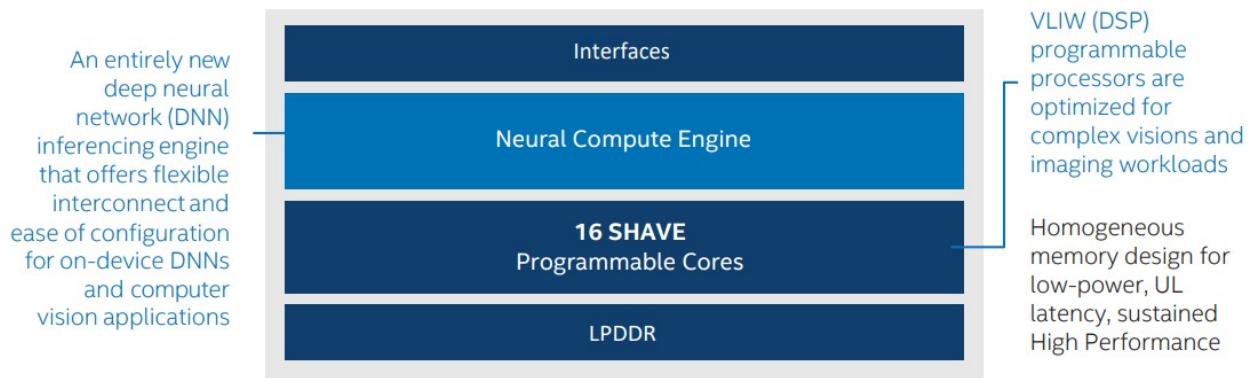 An entirely new
deep neural
network (DNN)
inferencing engine
that offers flexible
interconnect and
ease of configuration
for on-device DNNs
and computer
vision applications
Interfaces
Neural Compute Engine
16 SHAVE
Programmable Cores
LPDDR
VLIW (DSP)
programmable
processors are
optimized for
complex visions and
imaging workloads
Homogeneous
memory design for
low-power, UL
latency, sustained
High Performance